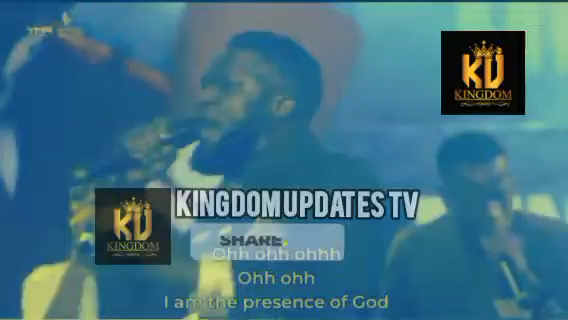 KU
KINGDOM
KINGDOMUPDATES TV
KU
KINGDOM
SHARE
Ohh ohh ohhh
Ohh ohh
I am the presence of God